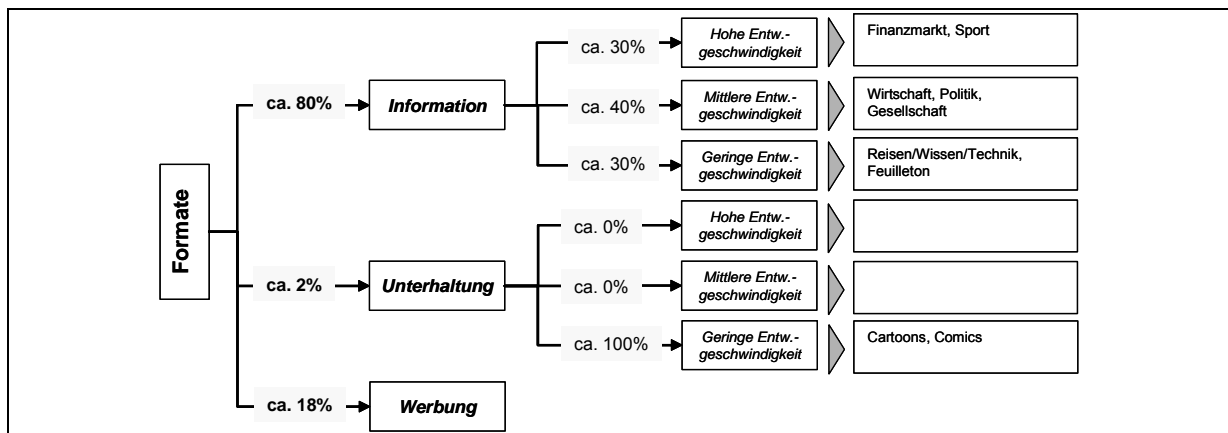 Formate
ca. 80%
Information
ca. 30%
Hohe Entw.-
geschwindigkeit
Finanzmarkt, Sport
ca. 40%
Mittlere Entw.-
geschwindigkeit
Wirtschaft, Politik,
Gesellschaft
ca. 30%
Geringe Entw.-
geschwindigkeit
Reisen/Wissen/Technik,
Feuilleton
ca. 2%
Unterhaltung
ca. 0%
Hohe Entw.-
geschwindigkeit
ca. 0%
Mittlere Entw.-
geschwindigkeit
ca. 100%
Geringe Entw.-
geschwindigkeit
Cartoons, Comics
ca. 18%
Werbung